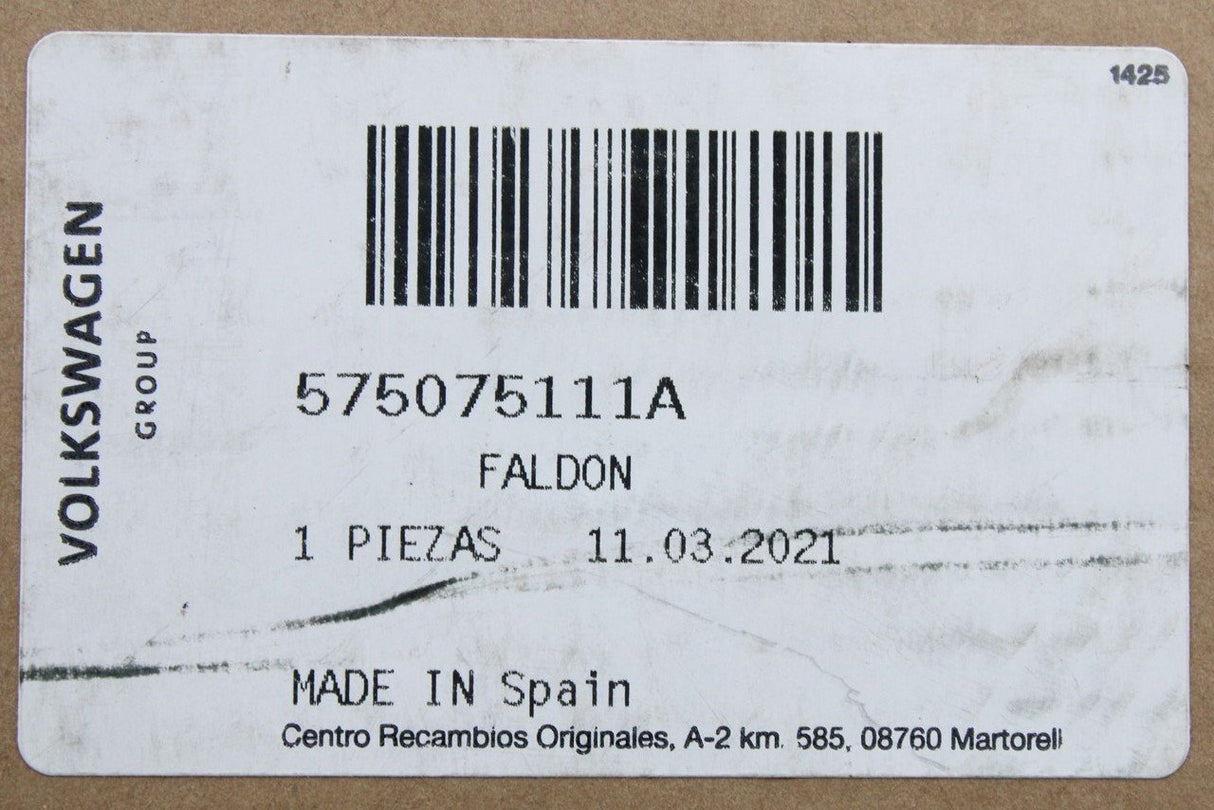 1425
VOLKSWAGEN
GROUP
575075111A
FALDON
1 PIEZAS 11.03.2021
MADE IN Spain
Centro Recambios Originales, A-2 km. 585, 08760 Martorell